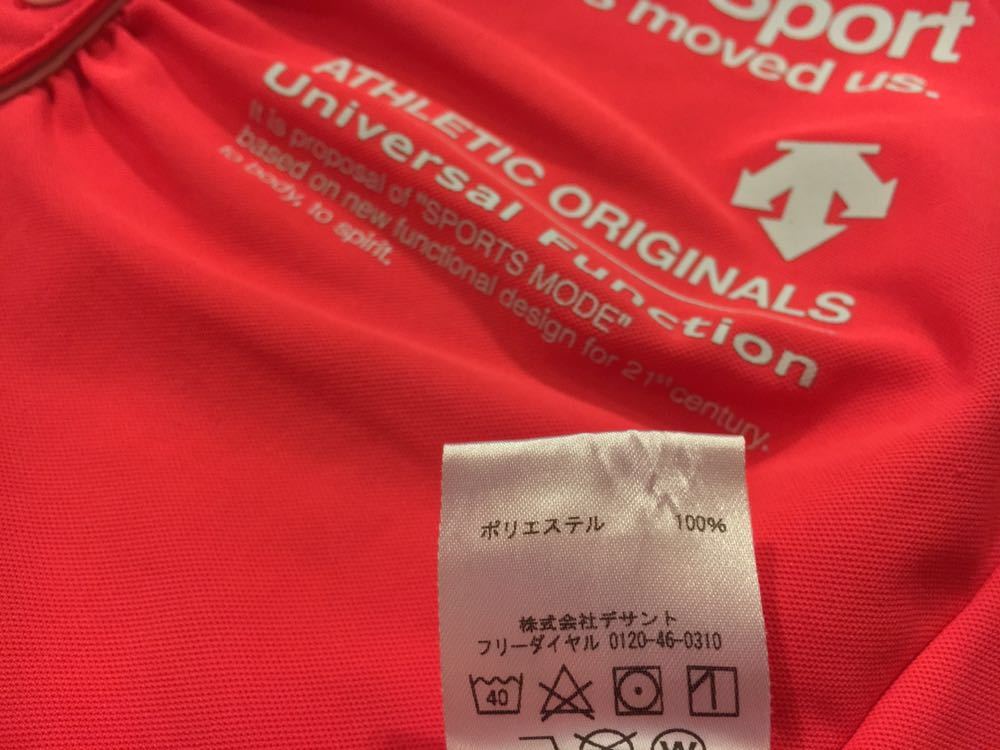 Sport
s moved us.
ATHLETIC ORIGINALS
Universal Function
It is proposal of "SPORTS MODE"
based on new functional design for 21st century.
to body, to spirit.
ポリエステル 100%
株式会社デサント
フリーダイヤル 0120-46-0310
40
W